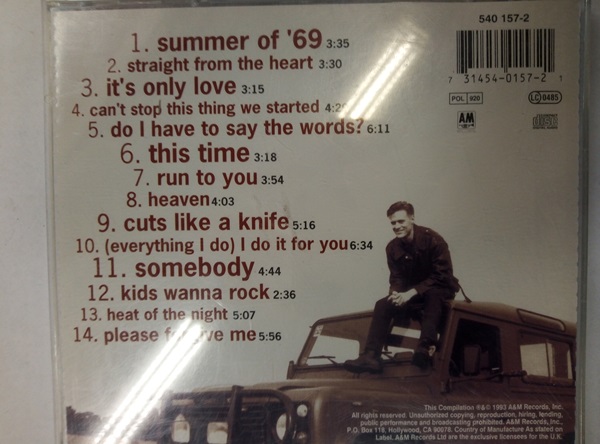 1. summer of '69 3:35
2. straight from the heart 3:30
3. it's only love 3:15
4. can't stop this thing we started
5. do I have to say the words? 6:11
6. this time 3:18
7. run to you 3:54
8. heaven 4:03
9. cuts like a knife 5:16
10. (everything I do) I do it for you 6:34
11. somebody 4:44
12. kids wanna rock 2:36
13. heat of the night 5:07
14. please forgive me 5:56
540 157-2
7 31454-0157-2 1
POL 920
LC 0485
AM
This Compilation ℗&© 1993 A&M Records, Inc.
All rights reserved. Unauthorized copying, reproduction, hiring, lending,
public performance and broadcasting prohibited. A&M Records, Inc.,
P.O. Box 118, Hollywood, CA 90078. Country of Manufacture As stated on
Label. A&M Records Ltd are the exclusive licensees for the U.K.